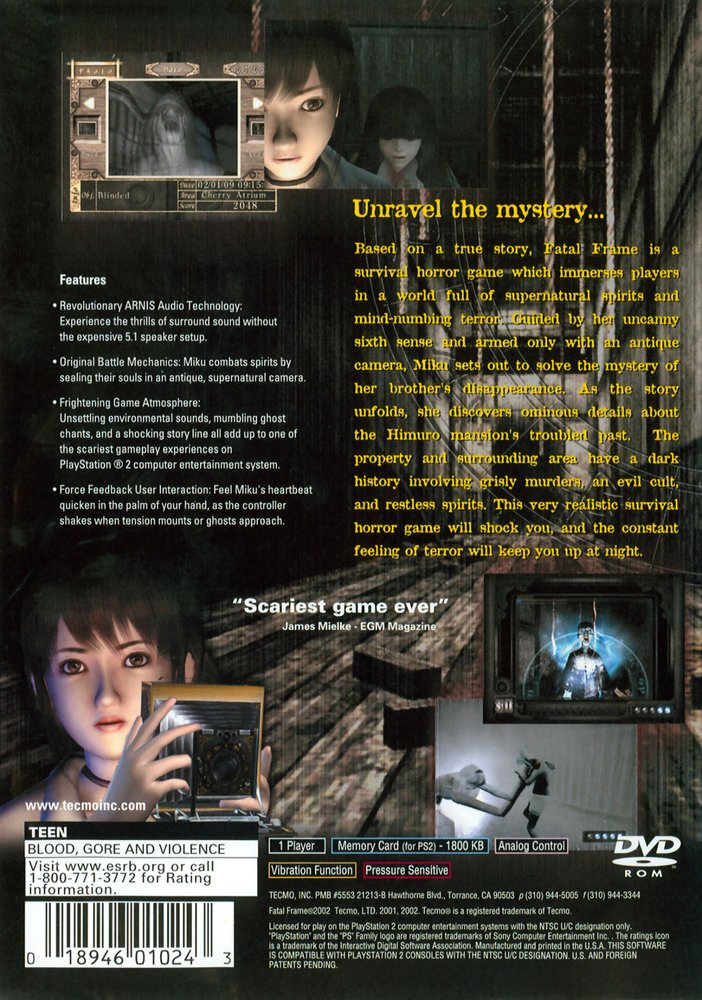 Photo
Date
Info
Obj. Blinded
Date 02/01/09 09:15
Area Cherry Atrium
Score 2048
Unravel the mystery...
Based on a true story, Fatal Frame is a
survival horror game which immerses players
in a world full of supernatural spirits and
mind-numbing terror. Guided by her uncanny
sixth sense and armed only with an antique
camera, Miku sets out to solve the mystery of
her brother's disappearance. As the story
unfolds, she discovers ominous details about
the Himuro mansion's troubled past. The
property and surrounding area have a dark
history involving grisly murders, an evil cult,
and restless spirits. This very realistic survival
horror game will shock you, and the constant
feeling of terror will keep you up at night.
Features
• Revolutionary ARNIS Audio Technology:
Experience the thrills of surround sound without
the expensive 5.1 speaker setup.
• Original Battle Mechanics: Miku combats spirits by
sealing their souls in an antique, supernatural camera.
• Frightening Game Atmosphere:
Unsettling environmental sounds, mumbling ghost
chants, and a shocking story line all add up to one of
the scariest gameplay experiences on
PlayStation ® 2 computer entertainment system.
• Force Feedback User Interaction: Feel Miku's heartbeat
quicken in the palm of your hand, as the controller
shakes when tension mounts or ghosts approach.
"Scariest game ever"
James Mielke - EGM Magazine
www.tecmoinc.com
TEEN
BLOOD, GORE AND VIOLENCE
Visit www.esrb.org or call
1-800-771-3772 for Rating
information.
0 18946 01024 3
1 Player
Memory Card (for PS2) - 1800 KB
Analog Control
Vibration Function
Pressure Sensitive
DVD
ROM
TECMO, INC. PMB #5553 21213-B Hawthorne Blvd., Torrance, CA 90503 p(310) 944-5005 f(310) 944-3344
Fatal Frame©2002 Tecmo, LTD. 2001, 2002. Tecmo® is a registered trademark of Tecmo.
Licensed for play on the PlayStation 2 computer entertainment systems with the NTSC U/C designation only.
"PlayStation" and the "PS" Family logo are registered trademarks of Sony Computer Entertainment Inc . The ratings icon
is a trademark of the Interactive Digital Software Association. Manufactured and printed in the U.S.A. THIS SOFTWARE
IS COMPATIBLE WITH PLAYSTATION 2 CONSOLES WITH THE NTSC U/C DESIGNATION. U.S. AND FOREIGN
PATENTS PENDING.